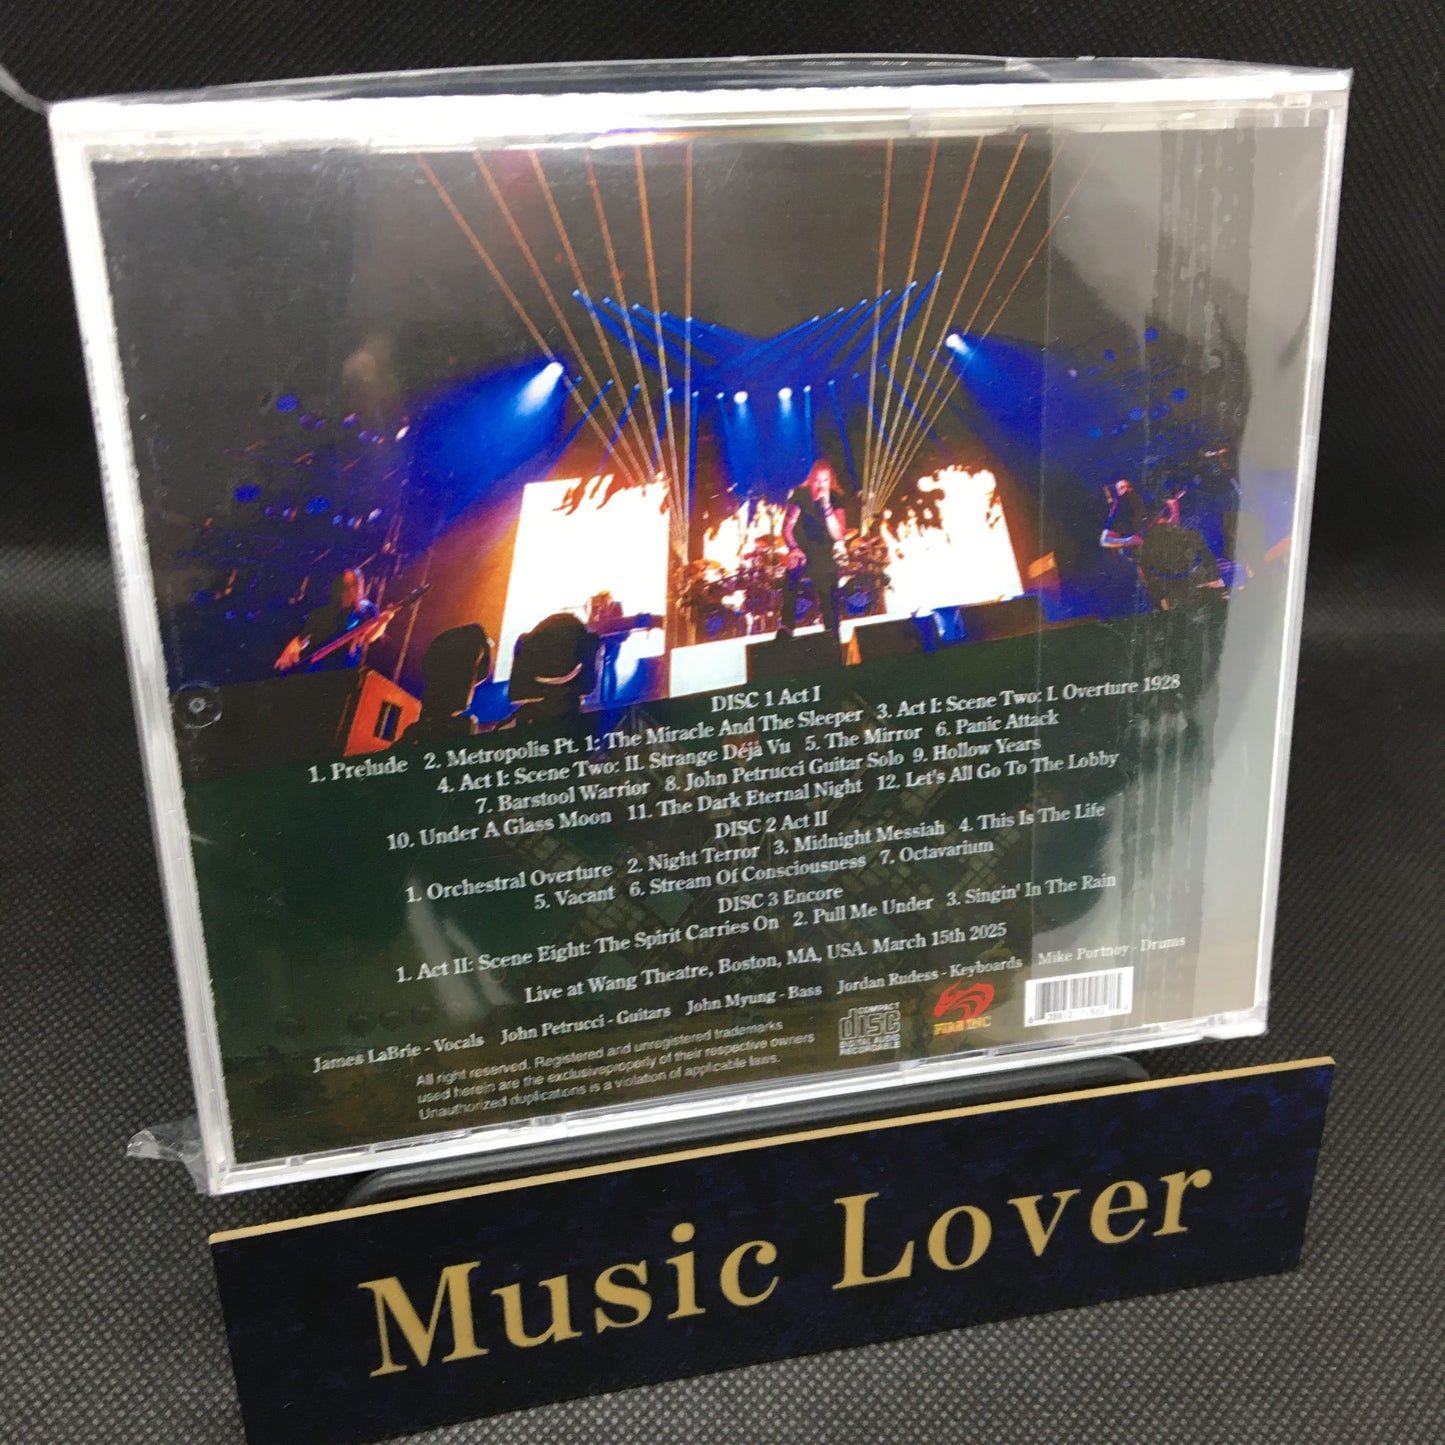 DISC 1 Act I
1. Prelude 2. Metropolis Pt. 1: The Miracle And The Sleeper 3. Act I: Scene Two: I. Overture 1928
4. Act I: Scene Two: II. Strange Déjà Vu 5. The Mirror 6. Panic Attack
7. Barstool Warrior 8. John Petrucci Guitar Solo 9. Hollow Years
10. Under A Glass Moon 11. The Dark Eternal Night 12. Let's All Go To The Lobby
DISC 2 Act II
1. Orchestral Overture 2. Night Terror 3. Midnight Messiah 4. This Is The Life
5. Vacant 6. Stream Of Consciousness 7. Octavarium
DISC 3 Encore
1. Act II: Scene Eight: The Spirit Carries On 2. Pull Me Under 3. Singin' In The Rain
Live at Wang Theatre, Boston, MA, USA. March 15th 2025
James LaBrie - Vocals John Petrucci - Guitars John Myung - Bass Jordan Rudess - Keyboards Mike Portnoy - Drums
All right reserved. Registered and unregistered trademarks
used herein are the exclusiveproperly of their respective owners
Unauthorized duplications is a violation of applicable laws.
COMPACT
disc
DIGITAL AUDIO
RECORDABLE
FIRE INC
Music Lover